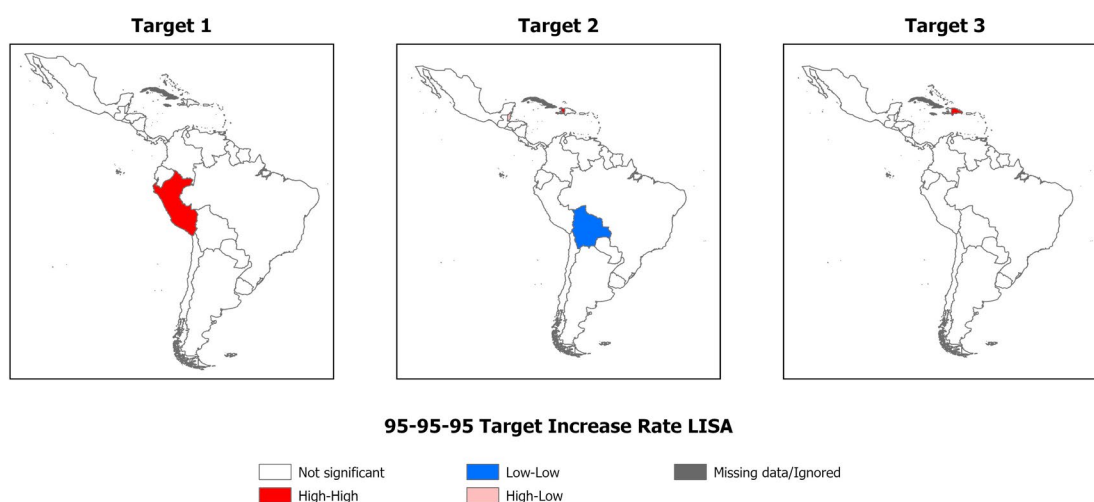 Target 1
Target 2
Target 3
95-95-95 Target Increase Rate LISA
Not significant
Low-Low
Missing data/Ignored
High-High
High-Low